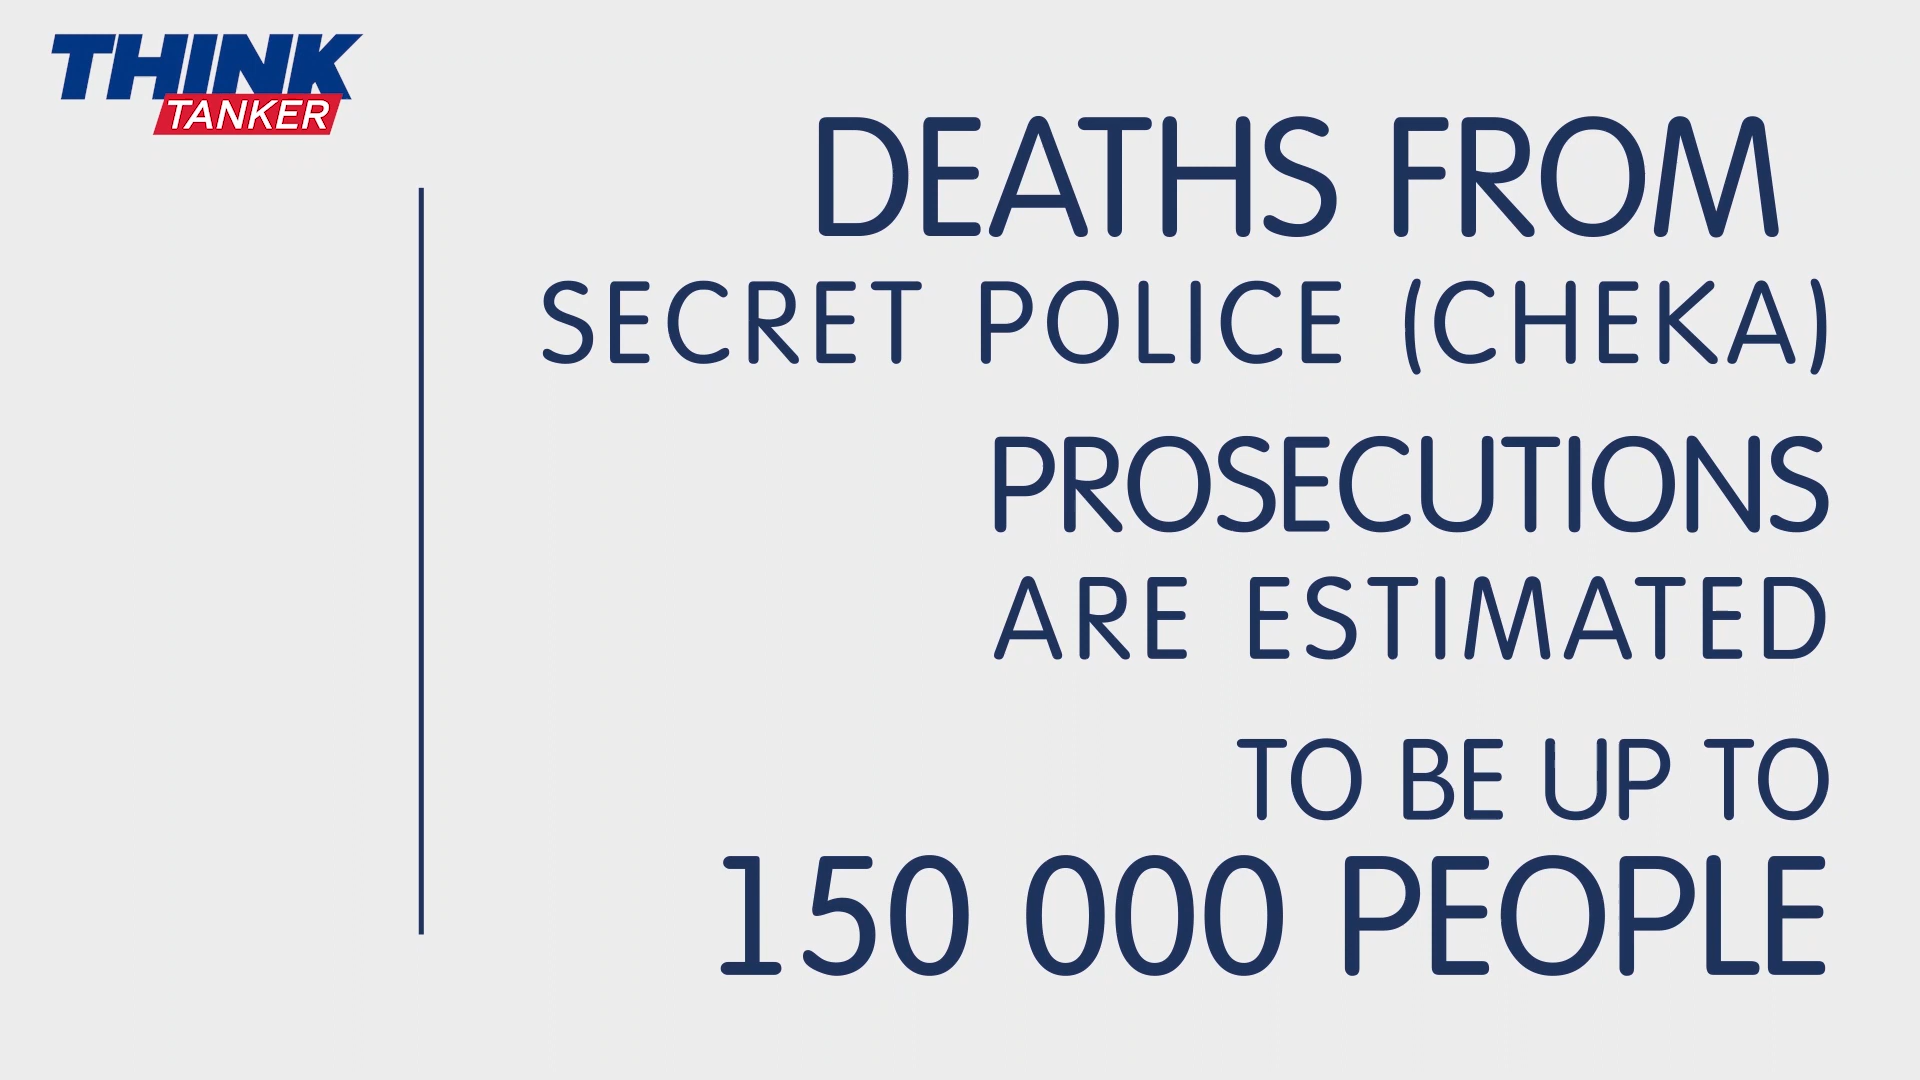 THINK
TANKER
DEATHS FROM
SECRET POLICE (CHEKA)
PROSECUTIONS
ARE ESTIMATED
TO BE UP TO
150 000 PEOPLE